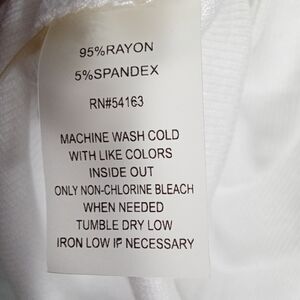 95%RAYON
5%SPANDEX
RN#54163
MACHINE WASH COLD
WITH LIKE COLORS
INSIDE OUT
ONLY NON-CHLORINE BLEACH
WHEN NEEDED
TUMBLE DRY LOW
IRON LOW IF NECESSARY